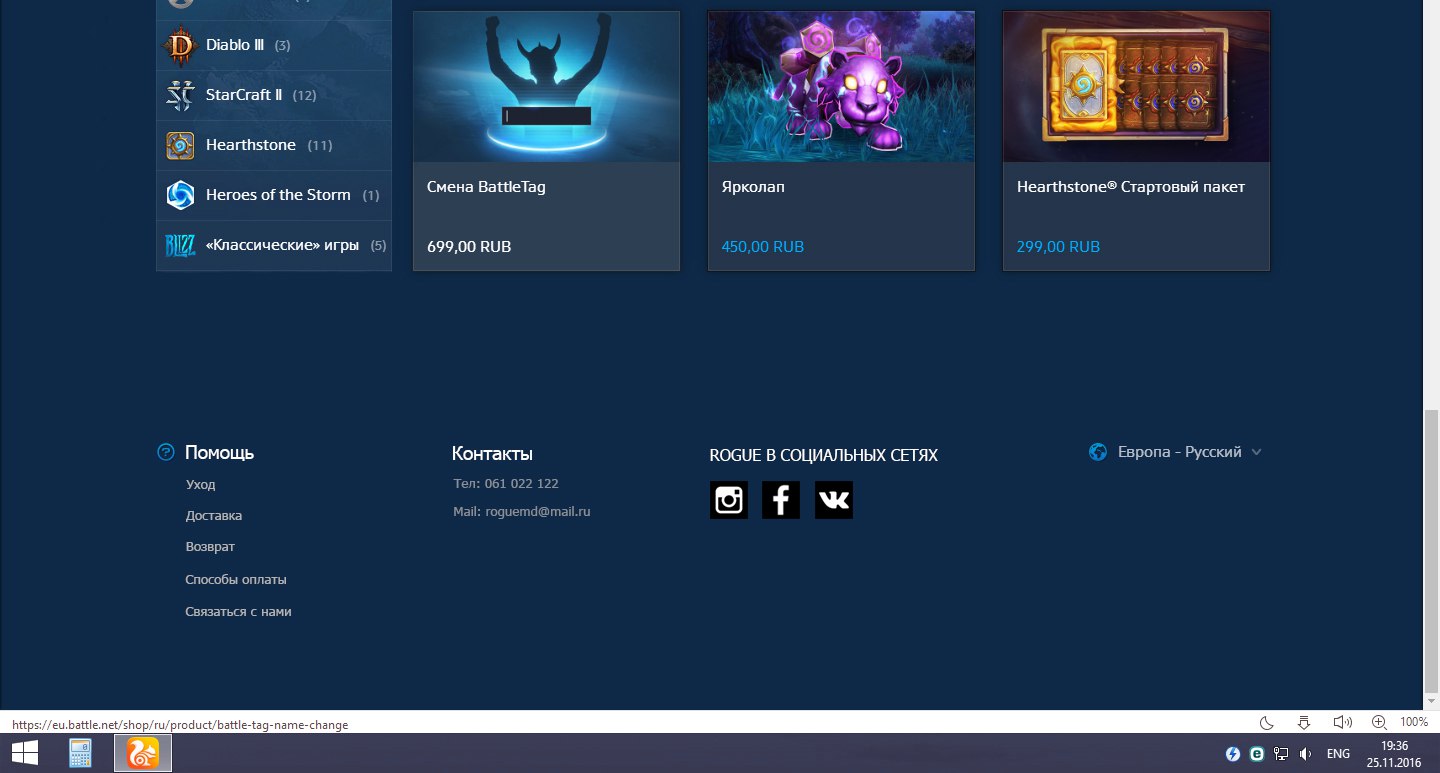 Diablo III (3)
StarCraft II (12)
Hearthstone (11)
Heroes of the Storm (1)
BLIZZ «Классические» игры (5)
Смена BattleTag
699,00 RUB
Ярколап
450,00 RUB
Hearthstone® Стартовый пакет
299,00 RUB
Помощь
Уход
Доставка
Возврат
Способы оплаты
Связаться с нами
Контакты
Тел: 061 022 122
Mail: roguemd@mail.ru
ROGUE В СОЦИАЛЬНЫХ СЕТЯХ
Европа - Русский
https://eu.battle.net/shop/ru/product/battle-tag-name-change
100%
ENG
19:36
25.11.2016